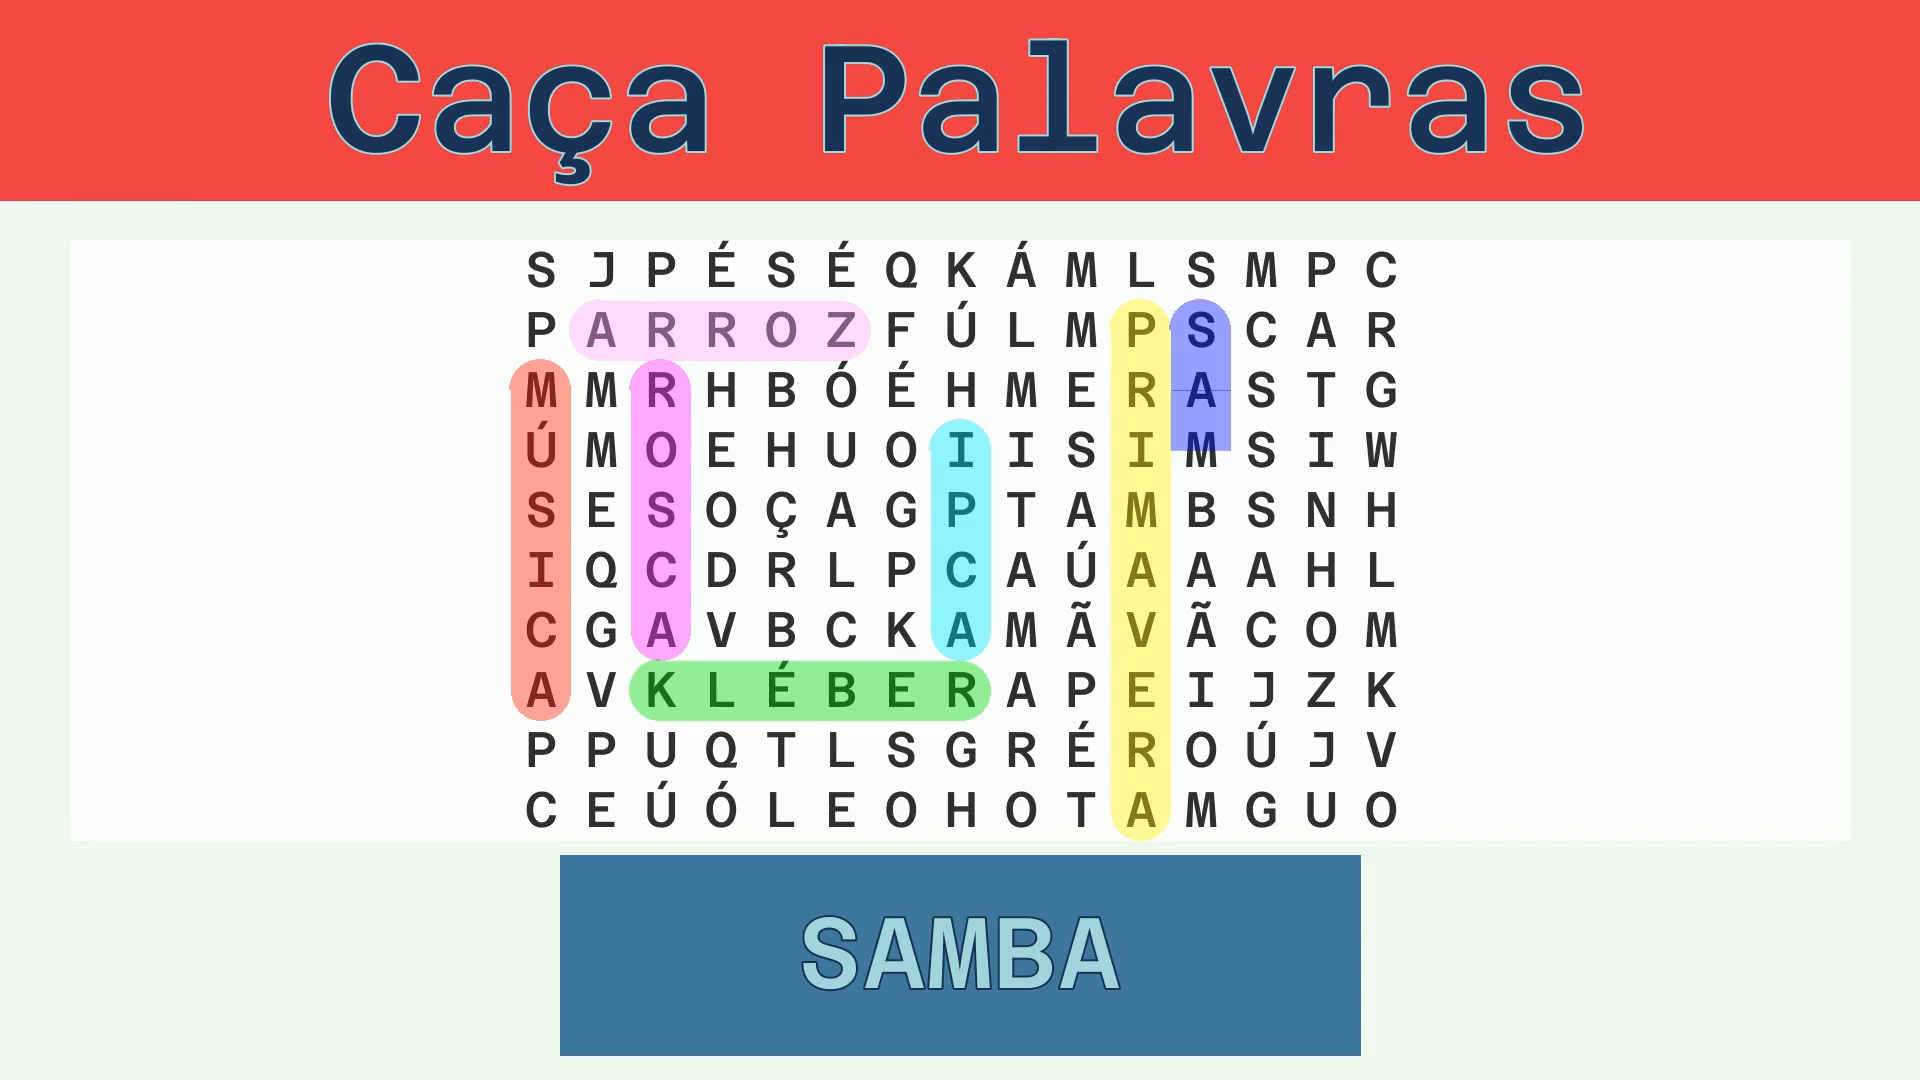 Caça Palavras
S J P É S É Q K Á M L S M P C
P A R R O Z F Ú L M P S C A R
M M R H B Ó É H M E R A S T G
Ú M O E H U O I I S I M S I W
S E S O Ç A G P T A M B S N H
I Q C D R L P C A Ú A A A H L
C G A V B C K A M Ã V Ã C O M
A V K L É B E R A P E I J Z K
P P U Q T L S G R É R O Ú J V
C E Ú Ó L E O H O T A M G U O
SAMBA